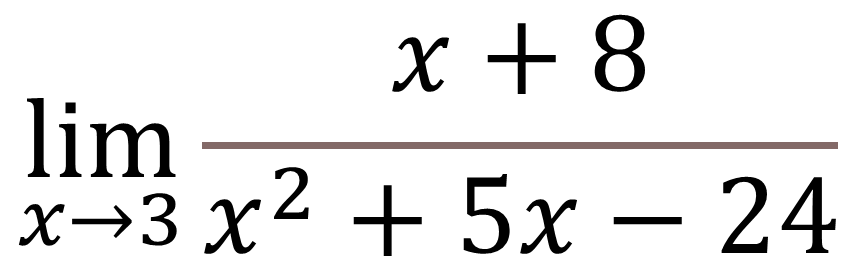 lim x→3 (x + 8) / (x² + 5x − 24)